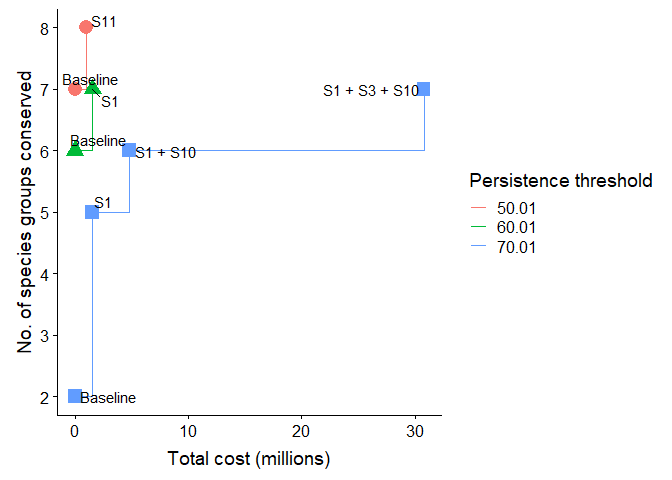 8
7
6
5
4
3
2
No. of species groups conserved
S11
Baseline
S1
S1 + S3 + S10
Baseline
S1 + S10
S1
Baseline
0
10
20
30
Total cost (millions)
Persistence threshold
50.01
60.01
70.01